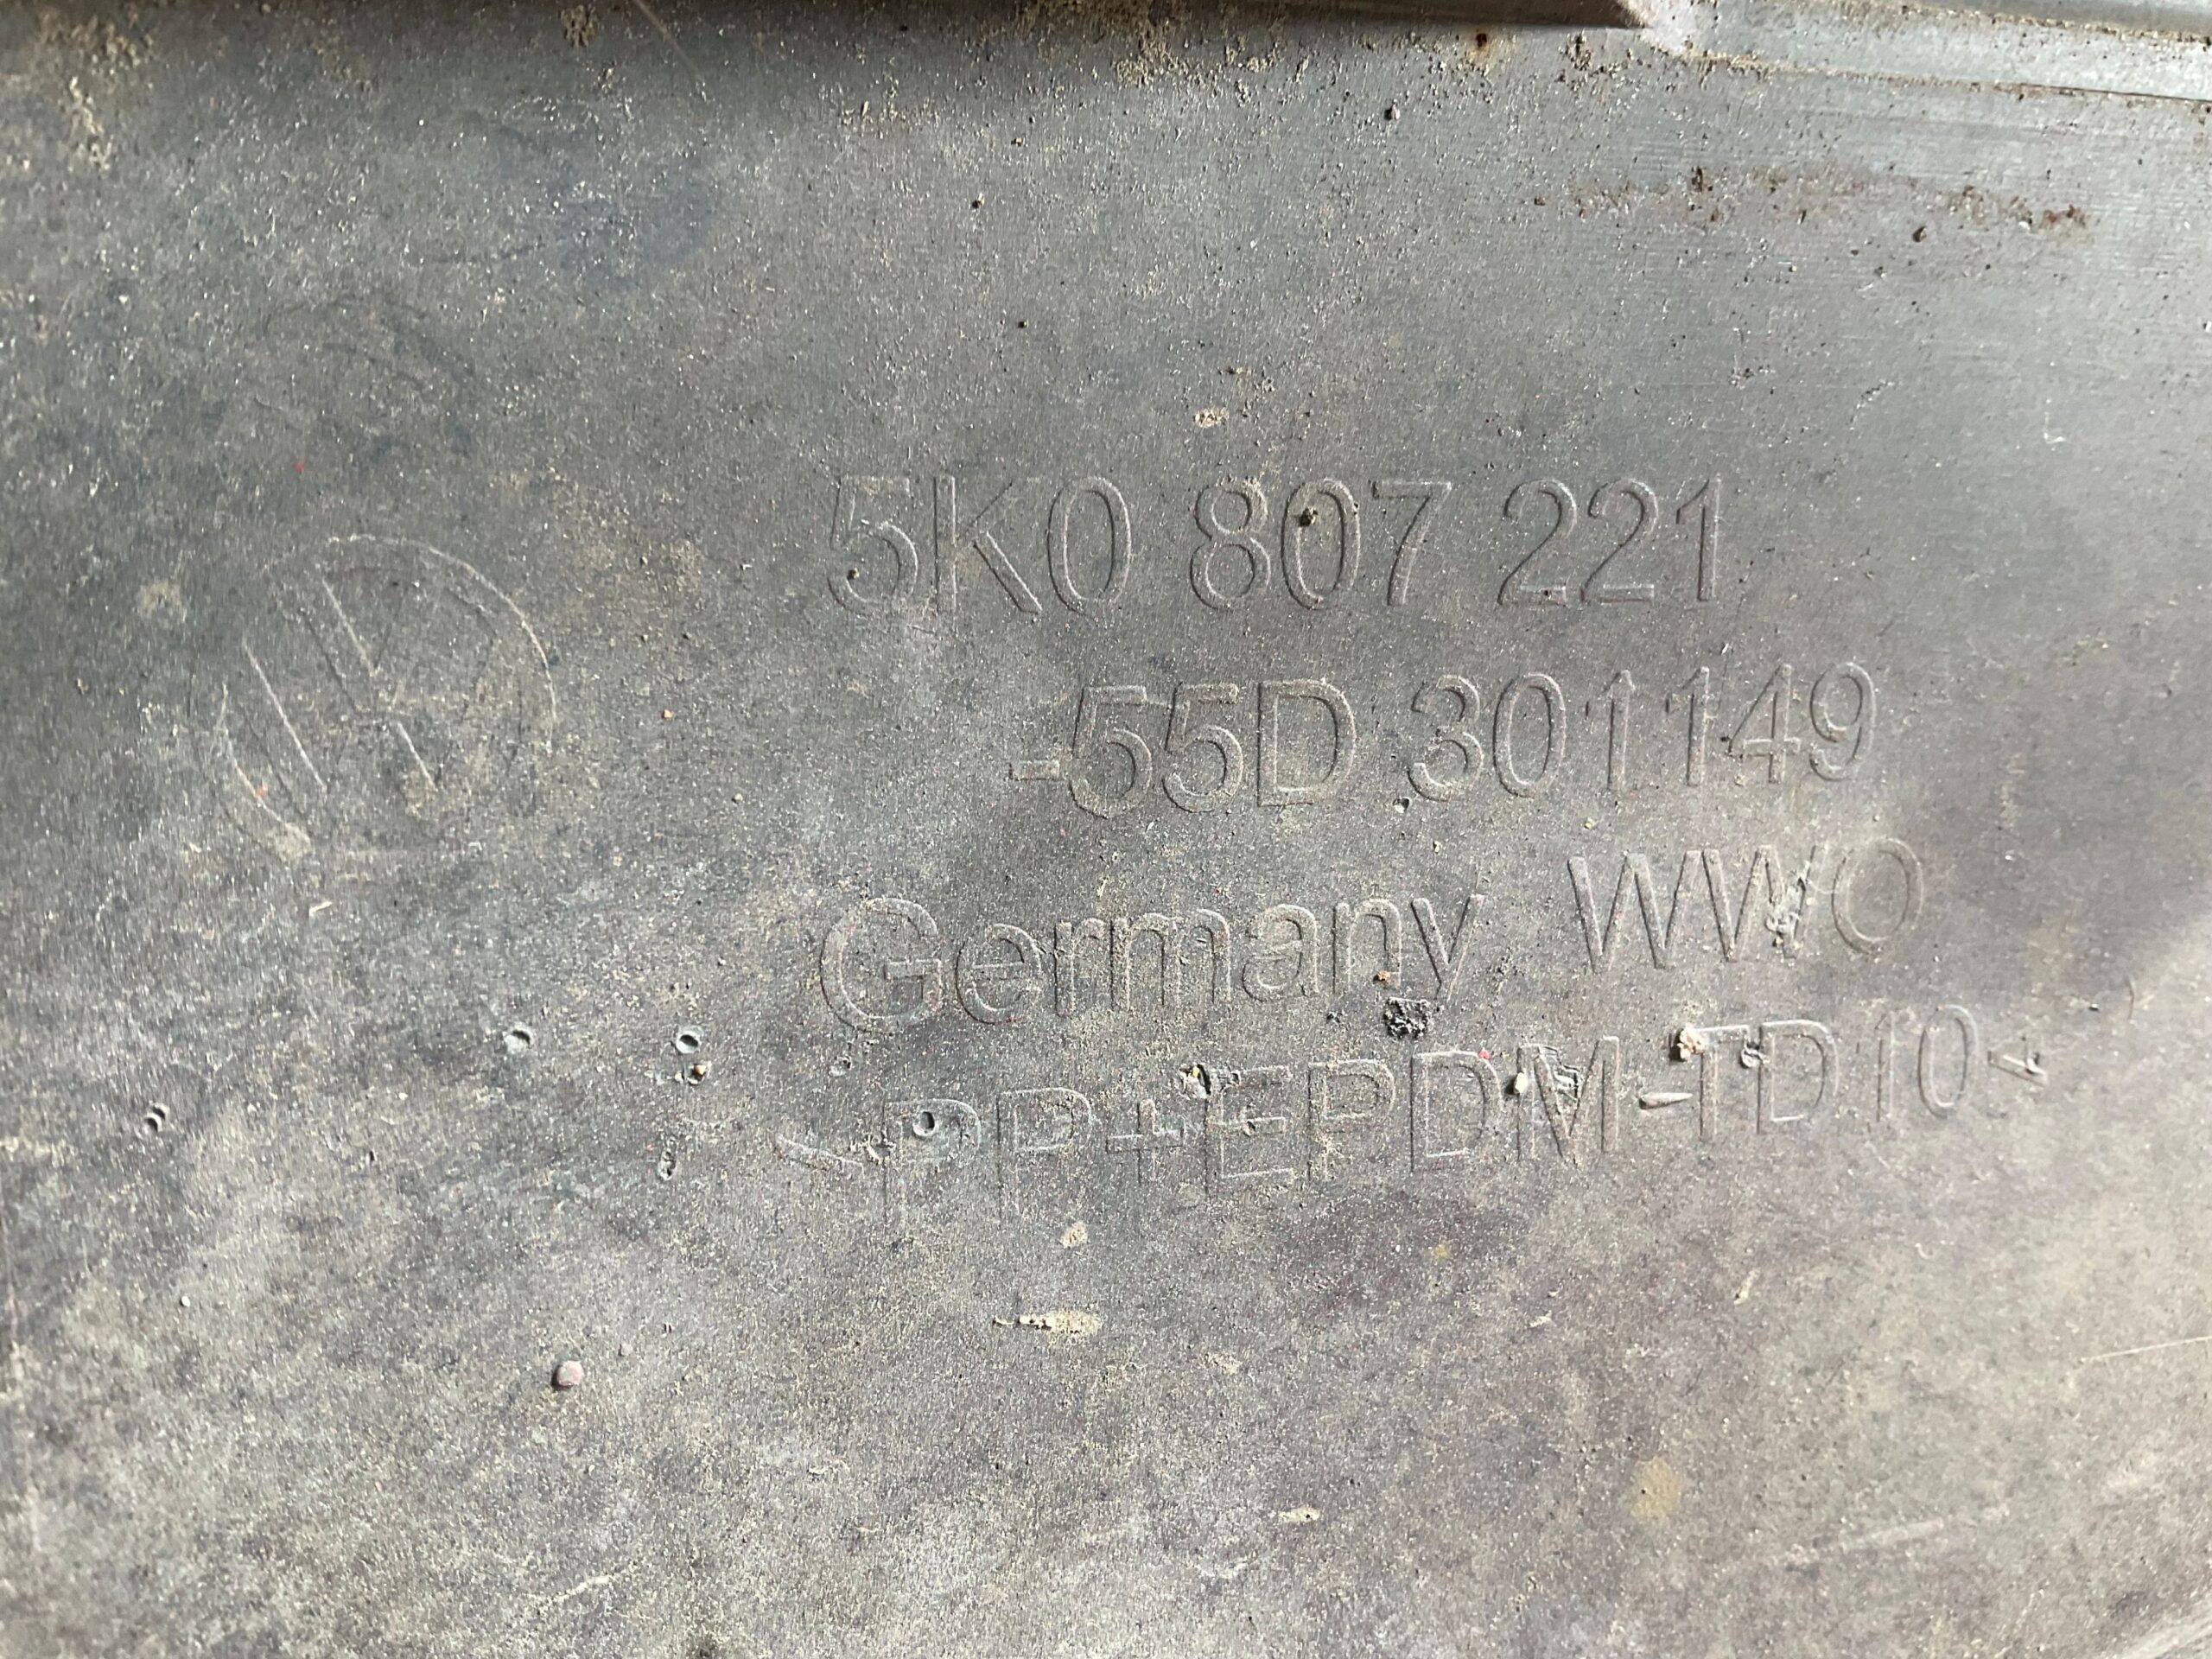 5K0 807 221
-55D 301149
Germany WWO
>PP+EPDM-TD10<